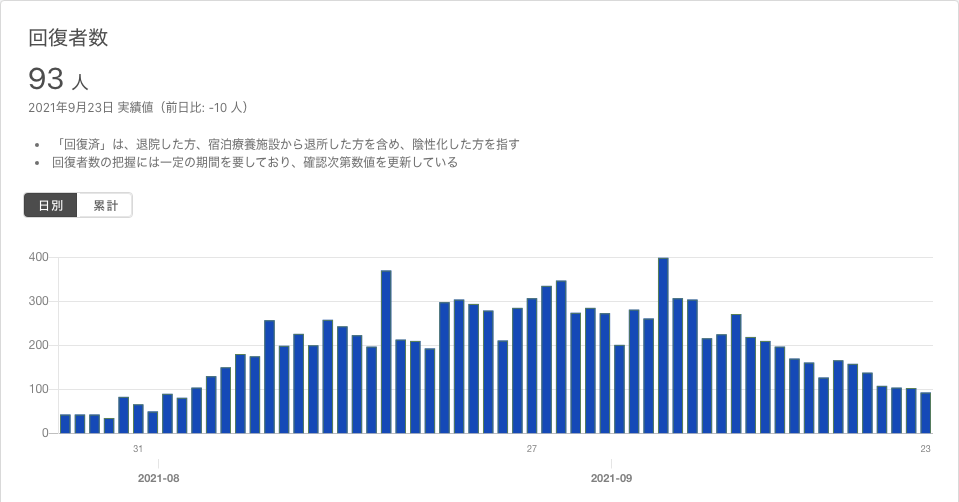 回復者数
93 人
2021年9月23日 実績値（前日比: -10 人）
「回復済」は、退院した方、宿泊療養施設から退所した方を含め、陰性化した方を指す
回復者数の把握には一定の期間を要しており、確認次第数値を更新している
日別 累計
400
300
200
100
0
31 27 23
2021-08 2021-09